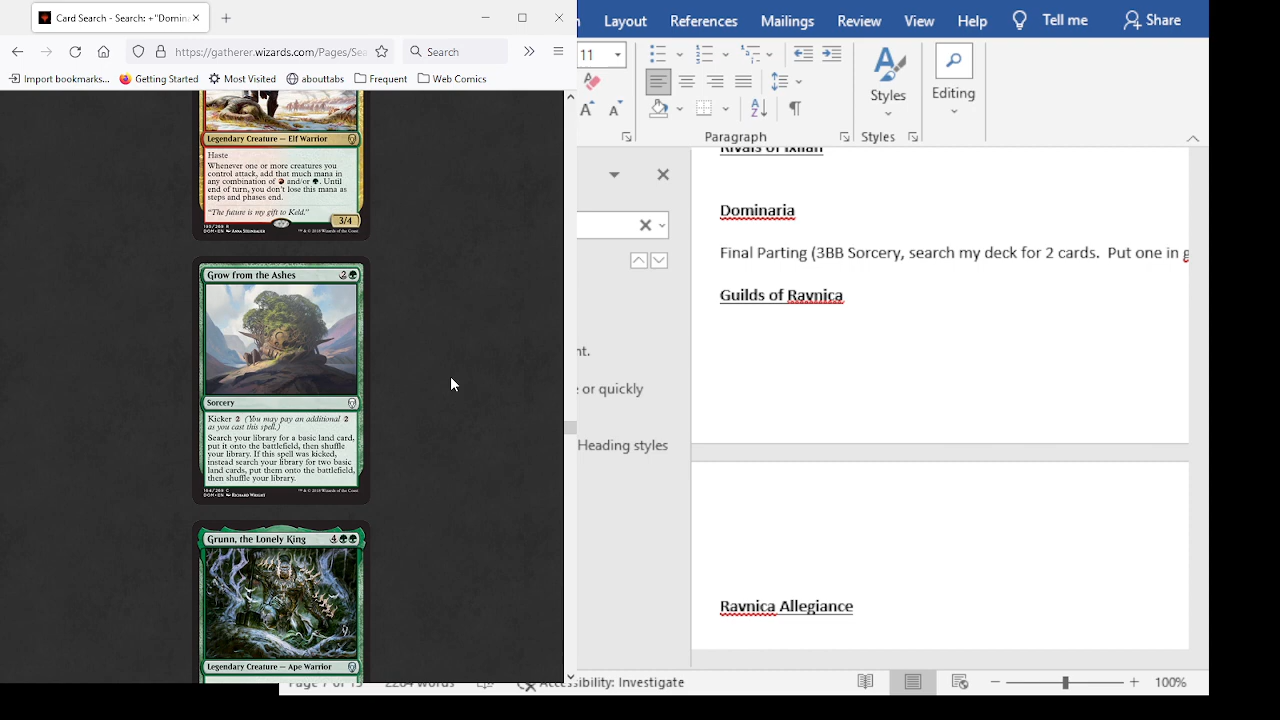 Card Search - Search: +"Domin
https://gatherer.wizards.com/Pages/Sea
Search
Import bookmarks...
Getting Started
Most Visited
abouttabs
Frequent
Web Comics
Legendary Creature — Elf Warrior
Haste
Whenever one or more creatures you
control attack, add that much mana in
any combination of and/or . Until
end of turn, you don't lose this mana as
steps and phases end.
"The future is my gift to Keld."
3/4
Grow from the Ashes 2
Sorcery
Kicker 2 (You may pay an additional 2
as you cast this spell.)
Search your library for a basic land card,
put it onto the battlefield, then shuffle
your library. If this spell was kicked,
instead search your library for two basic
land cards, put them onto the battlefield,
then shuffle your library.
DOM • EN Richard Wright
Grunn, the Lonely King 4
Legendary Creature — Ape Warrior
Layout References Mailings Review View Help Tell me Share
11
Styles
Editing
Paragraph
Styles
nt.
e or quickly
Heading styles
Rivals of Ixilan
Dominaria
Final Parting (3BB Sorcery, search my deck for 2 cards. Put one in g
Guilds of Ravnica
Ravnica Allegiance
Accessibility: Investigate
100%